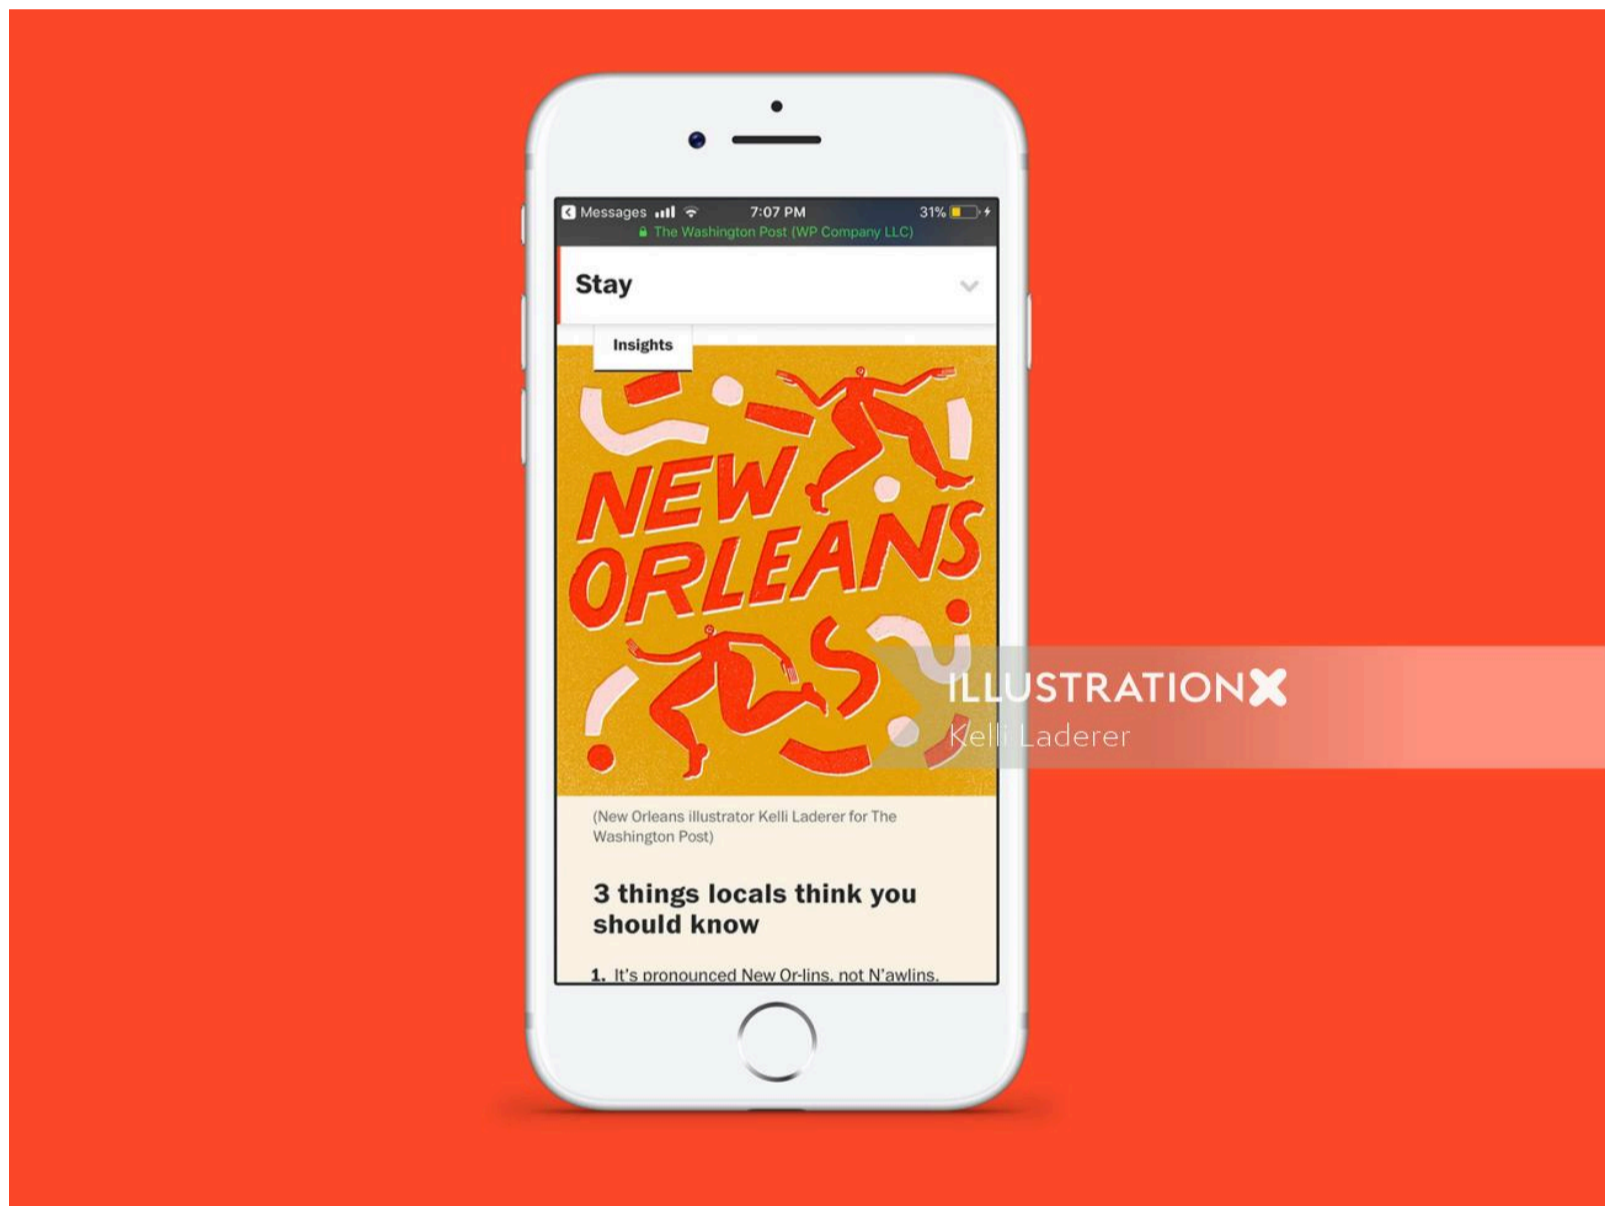 Messages 7:07 PM 31%
The Washington Post (WP Company LLC)
Stay
Insights
NEW
ORLEANS
ILLUSTRATIONX
Kelli Laderer
(New Orleans illustrator Kelli Laderer for The
Washington Post)
3 things locals think you
should know
1. It's pronounced New Or-lins, not N'awlins.